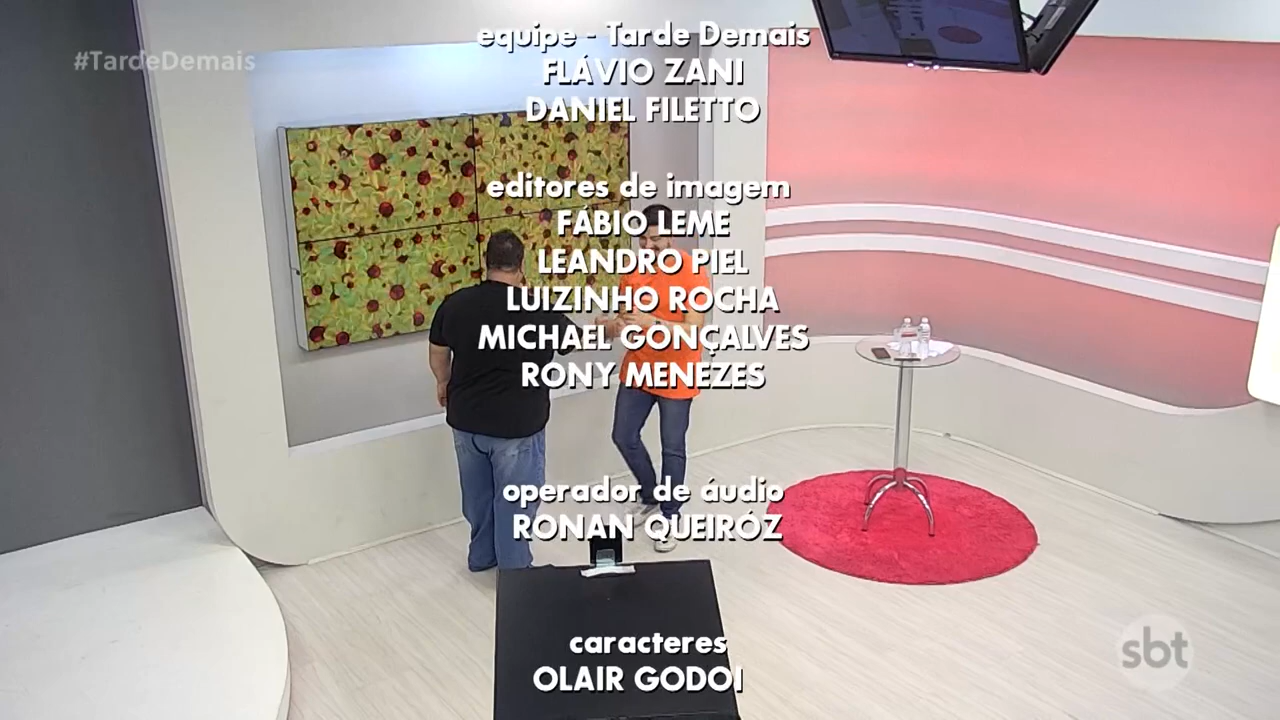 #TardeDemais
equipe - Tarde Demais
FLÁVIO ZANI
DANIEL FILETTO
editores de imagem
FÁBIO LEME
LEANDRO PIEL
LUIZINHO ROCHA
MICHAEL GONÇALVES
RONY MENEZES
operador de áudio
RONAN QUEIRÓZ
caracteres
OLAIR GODOI
sbt